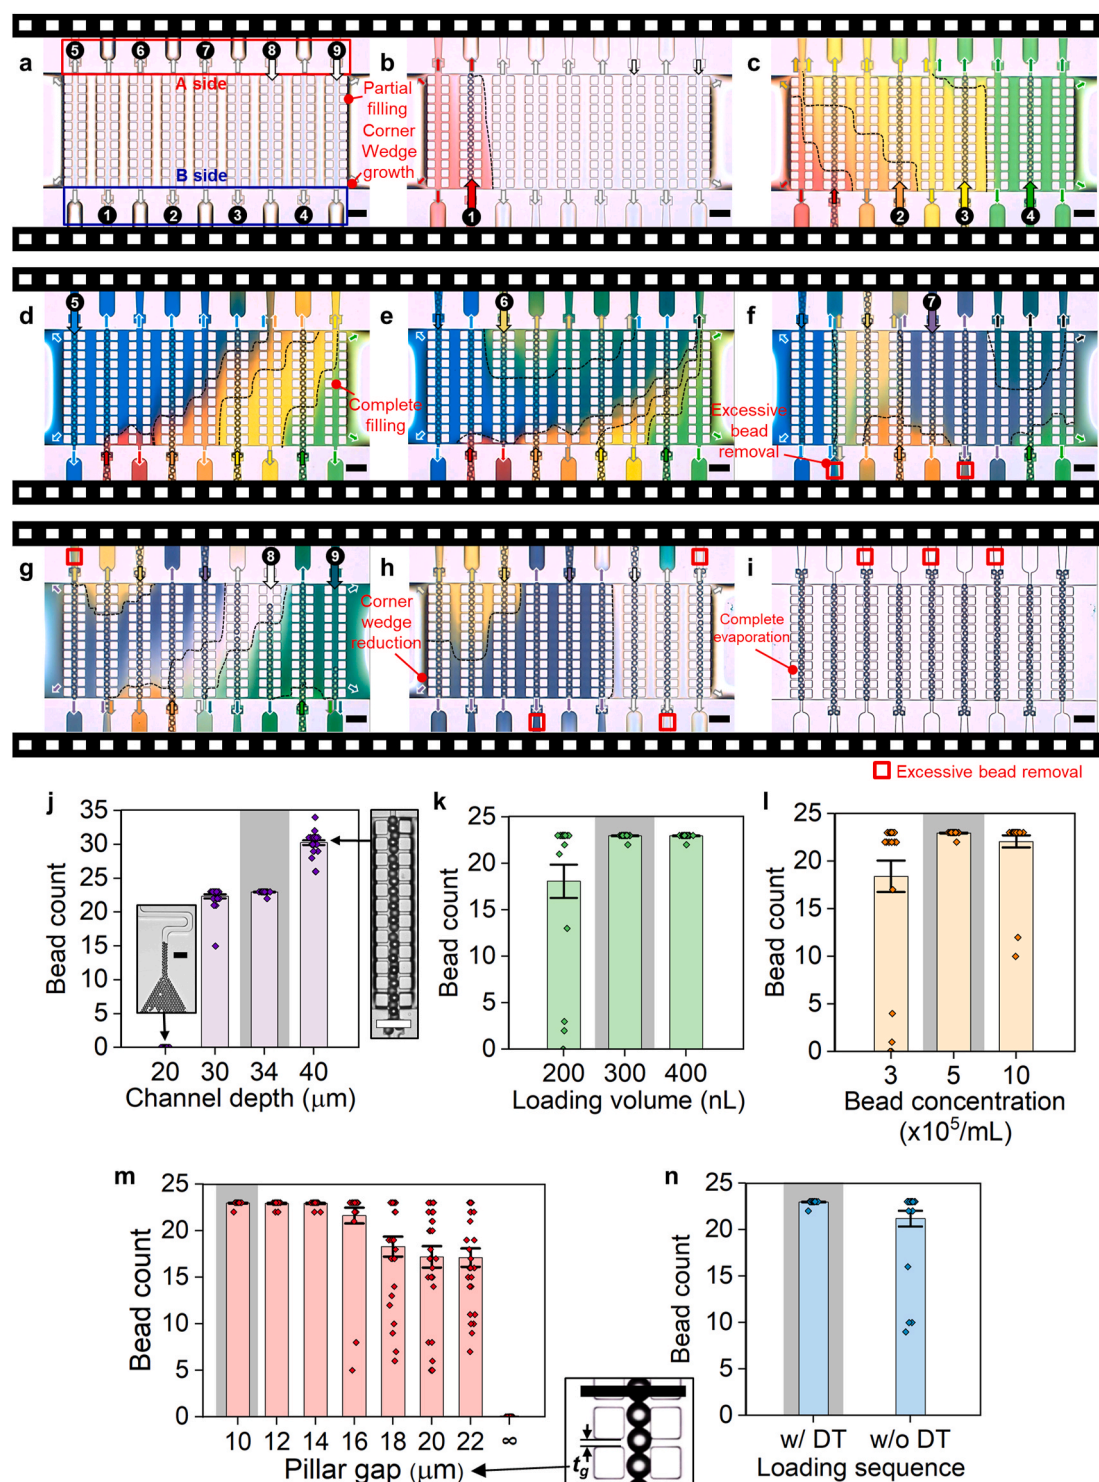 a
5 6 7 8 9
A side
Partial
filling
Corner
Wedge
growth
B side
1 2 3 4
b
1
c
2 3 4
d
5
Complete
filling
e
6
f
7
Excessive
bead
removal
g
8 9
h
Corner
wedge
reduction
i
Complete
evaporation
Excessive bead removal
j
Bead count
35
30
25
20
15
10
5
0
20 30 34 40
Channel depth (μm)
k
Bead count
25
20
15
10
5
0
200 300 400
Loading volume (nL)
l
Bead count
25
20
15
10
5
0
3 5 10
Bead concentration
(x10⁵/mL)
m
Bead count
25
20
15
10
5
0
10 12 14 16 18 20 22 ∞
Pillar gap (μm)
tg
n
Bead count
25
20
15
10
5
0
w/ DT w/o DT
Loading sequence